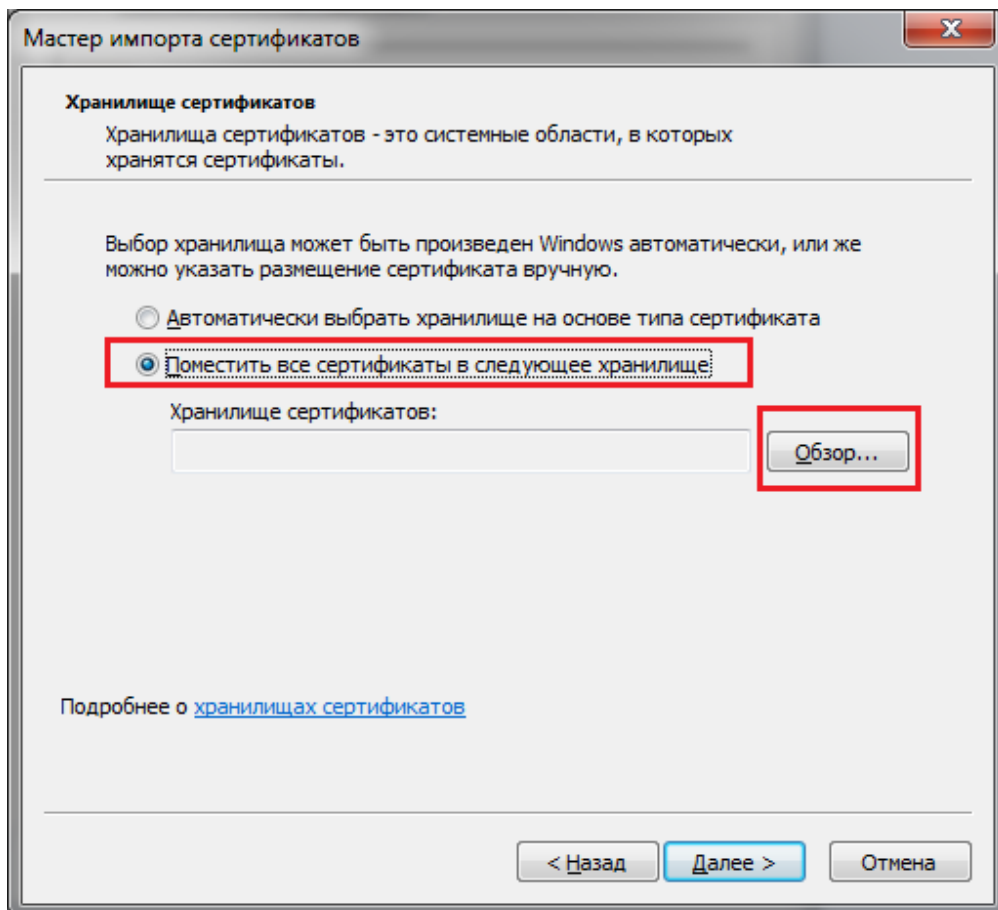 Мастер импорта сертификатов
Хранилище сертификатов
Хранилища сертификатов - это системные области, в которых
хранятся сертификаты.
Выбор хранилища может быть произведен Windows автоматически, или же
можно указать размещение сертификата вручную.
Автоматически выбрать хранилище на основе типа сертификата
Поместить все сертификаты в следующее хранилище
Хранилище сертификатов:
Обзор...
Подробнее о хранилищах сертификатов
< Назад
Далее >
Отмена